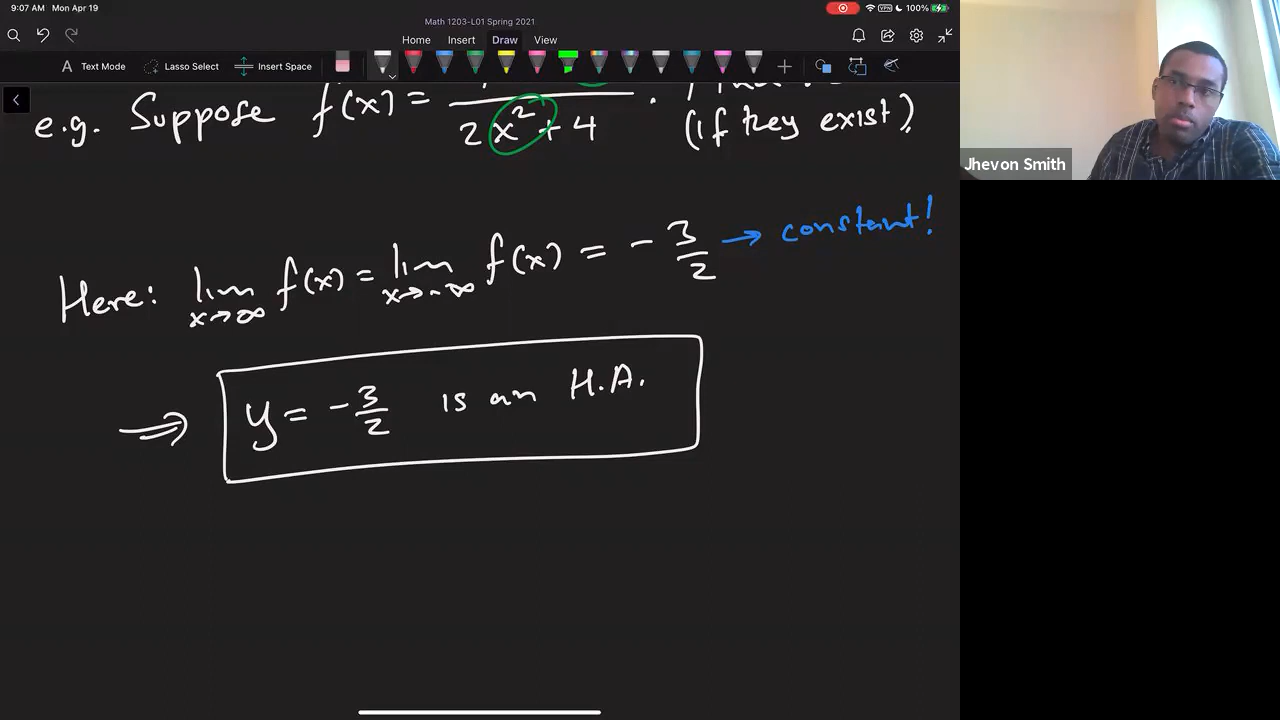 9:07 AM Mon Apr 19
VPN 100%
Math 1203-L01 Spring 2021
Home Insert Draw View
Text Mode Lasso Select Insert Space
e.g. Suppose f(x) = / 2x² + 4 .
(if they exist).
Here: lim x→∞ f(x) = lim x→-∞ f(x) = - 3/2 → constant!
⇒ y = - 3/2 is an H.A.
Jhevon Smith